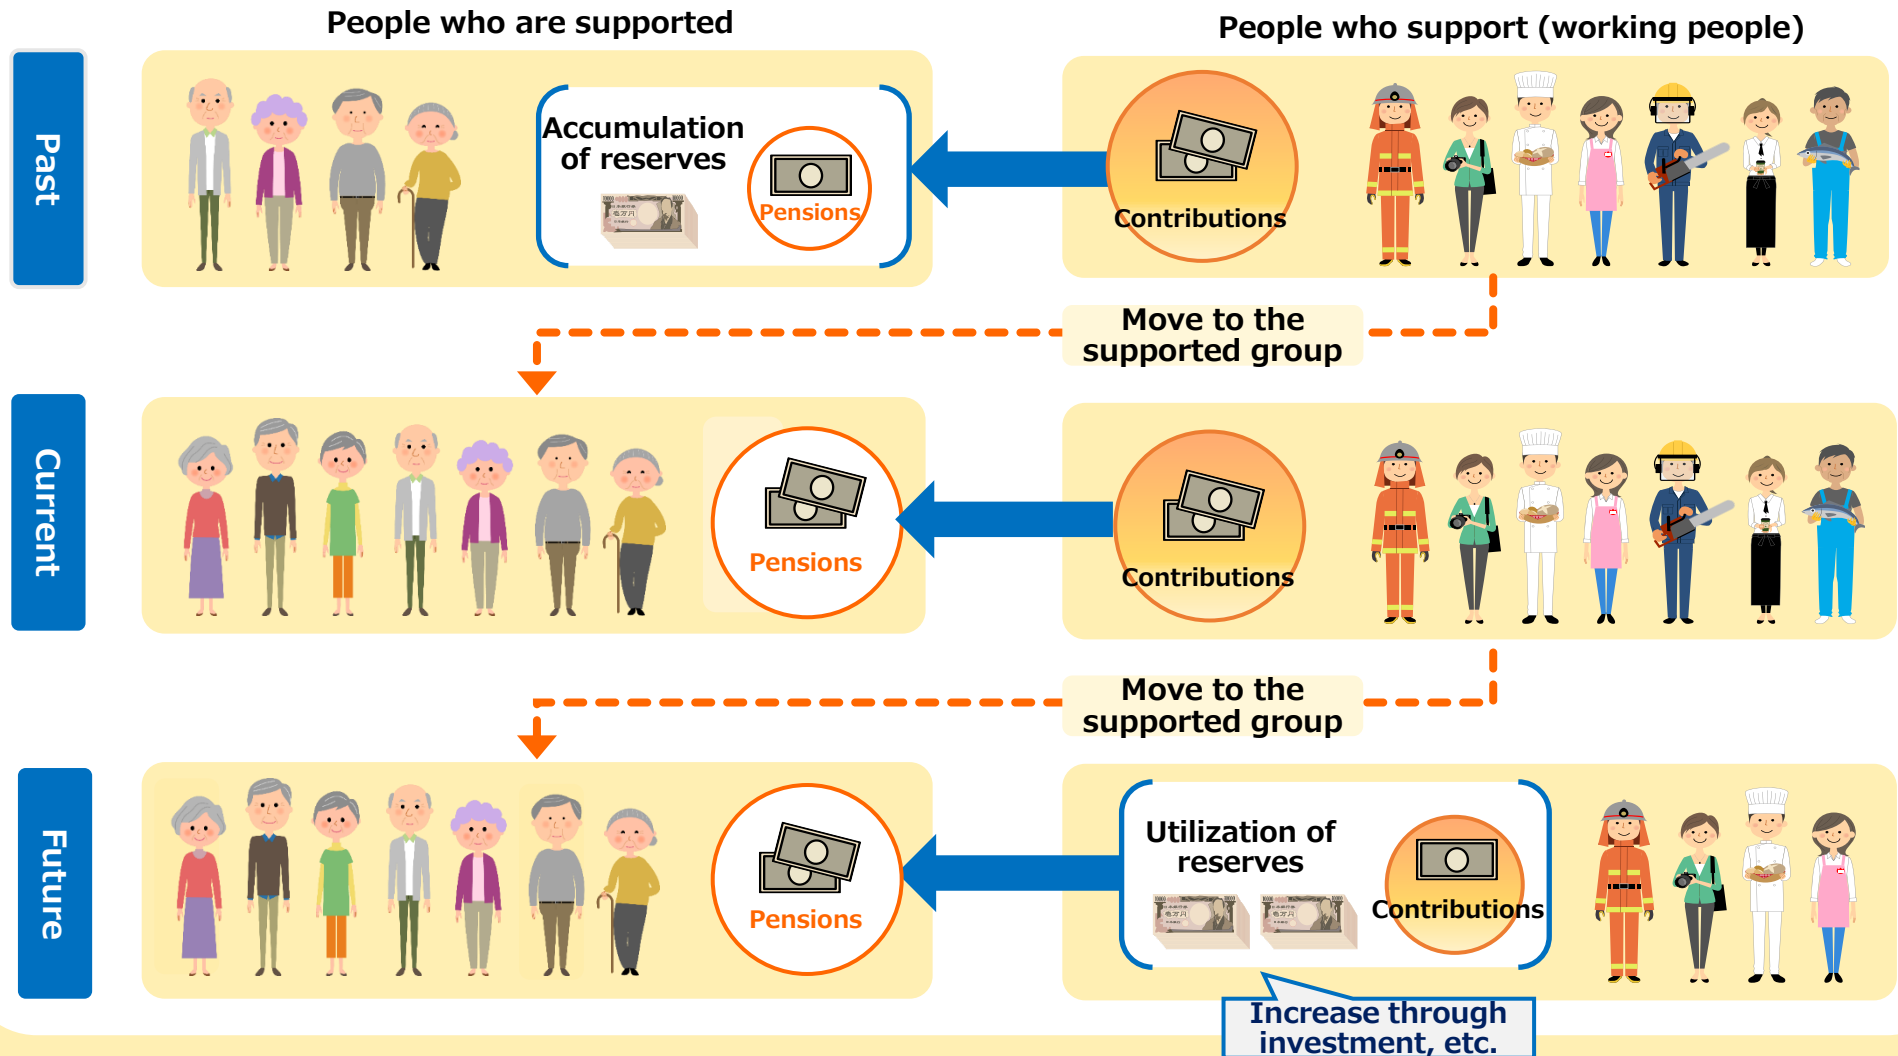 People who are supported
People who support (working people)
Past
Accumulation
of reserves
Pensions
Contributions
Move to the
supported group
Current
Pensions
Contributions
Move to the
supported group
Future
Pensions
Utilization of
reserves
Contributions
Increase through
investment, etc.